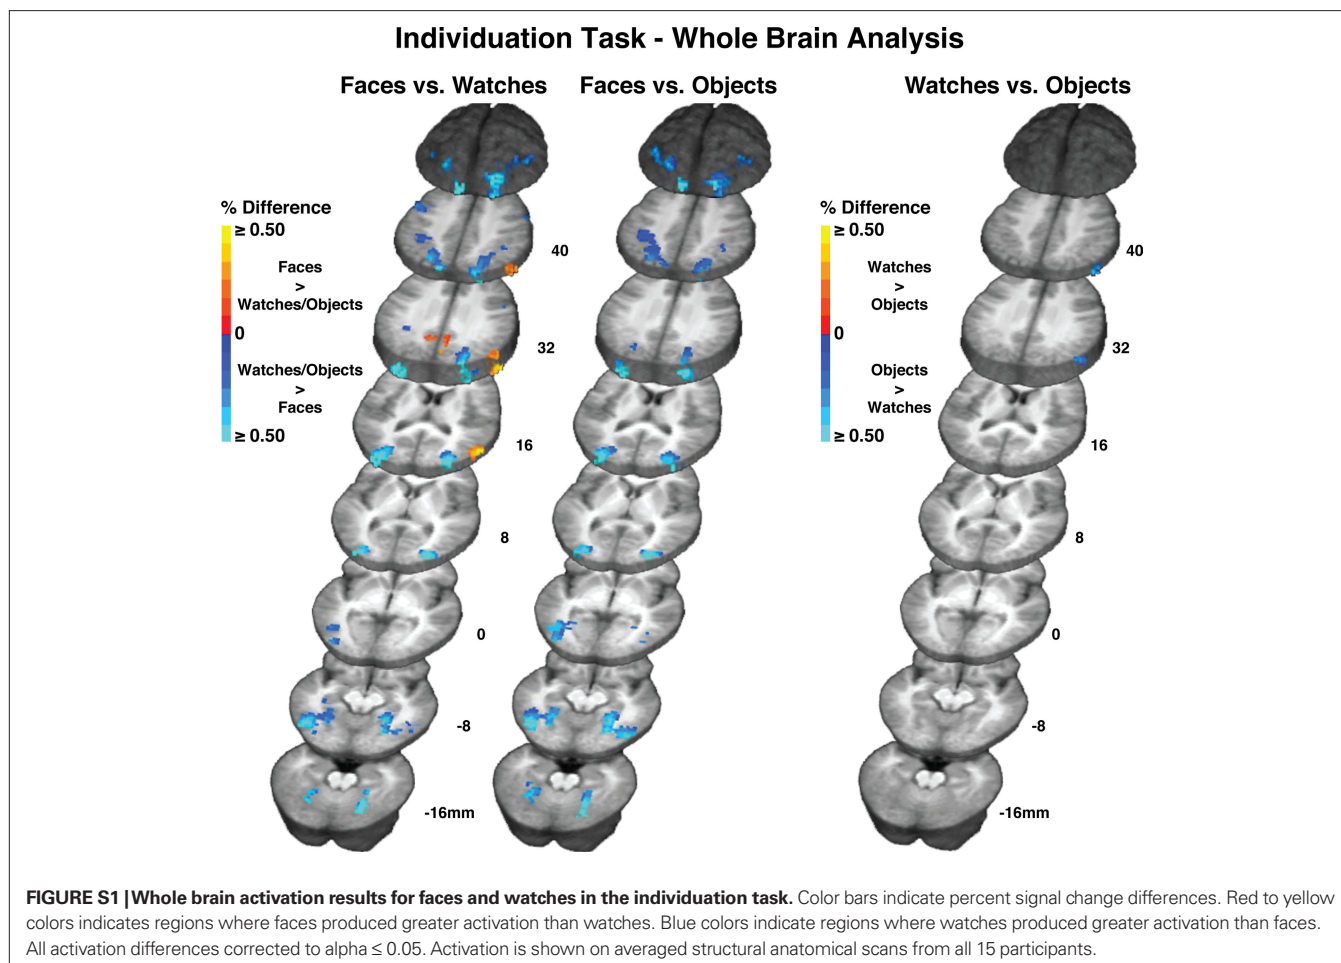 Individuation Task - Whole Brain Analysis
Faces vs. Watches
Faces vs. Objects
Watches vs. Objects
% Difference
≥ 0.50
Faces
>
Watches/Objects
0
Watches/Objects
>
Faces
≥ 0.50
40
32
16
8
0
-8
-16mm
% Difference
≥ 0.50
Watches
>
Objects
0
Objects
>
Watches
≥ 0.50
40
32
16
8
0
-8
-16mm
FIGURE S1 | Whole brain activation results for faces and watches in the individuation task. Color bars indicate percent signal change differences. Red to yellow
colors indicates regions where faces produced greater activation than watches. Blue colors indicate regions where watches produced greater activation than faces.
All activation differences corrected to alpha ≤ 0.05. Activation is shown on averaged structural anatomical scans from all 15 participants.